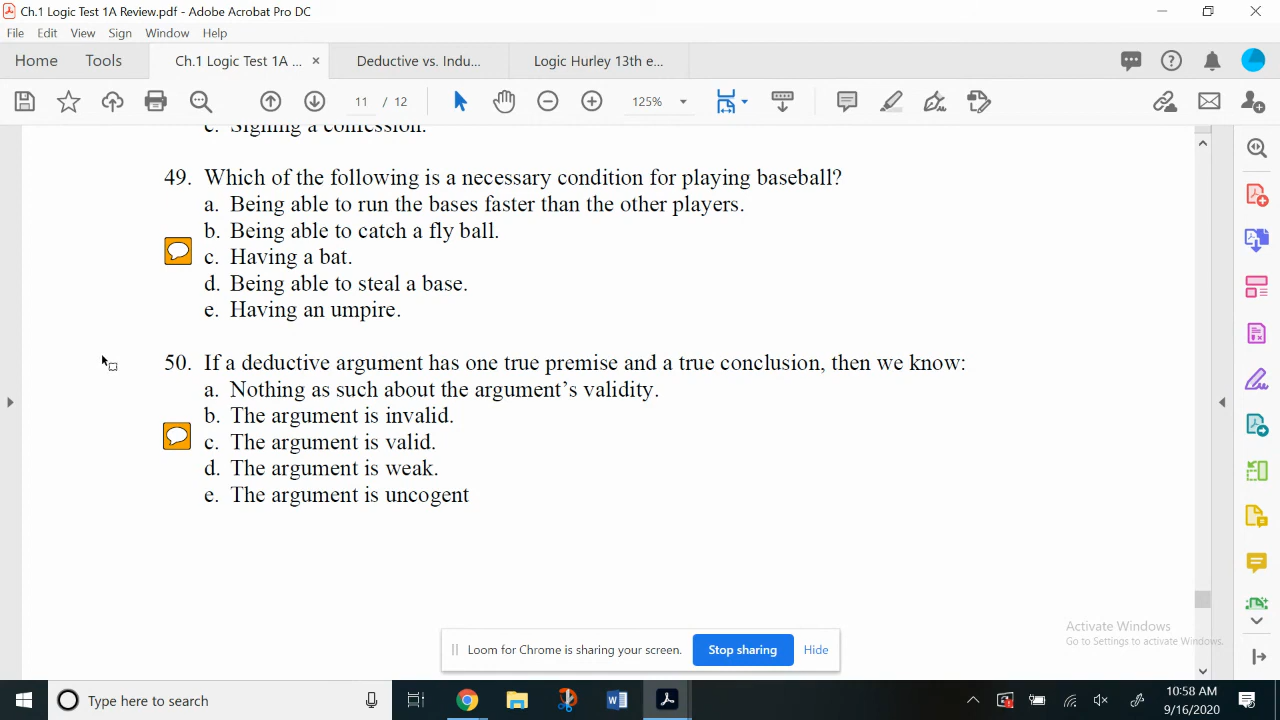 Ch.1 Logic Test 1A Review.pdf - Adobe Acrobat Pro DC
File Edit View Sign Window Help
Home Tools Ch.1 Logic Test 1A ... × Deductive vs. Indu... Logic Hurley 13th e...
11 / 12 125%
c. Signing a confession.
49. Which of the following is a necessary condition for playing baseball?
a. Being able to run the bases faster than the other players.
b. Being able to catch a fly ball.
c. Having a bat.
d. Being able to steal a base.
e. Having an umpire.
50. If a deductive argument has one true premise and a true conclusion, then we know:
a. Nothing as such about the argument's validity.
b. The argument is invalid.
c. The argument is valid.
d. The argument is weak.
e. The argument is uncogent
Activate Windows
Go to Settings to activate Windows.
Loom for Chrome is sharing your screen. Stop sharing Hide
Type here to search
10:58 AM
9/16/2020